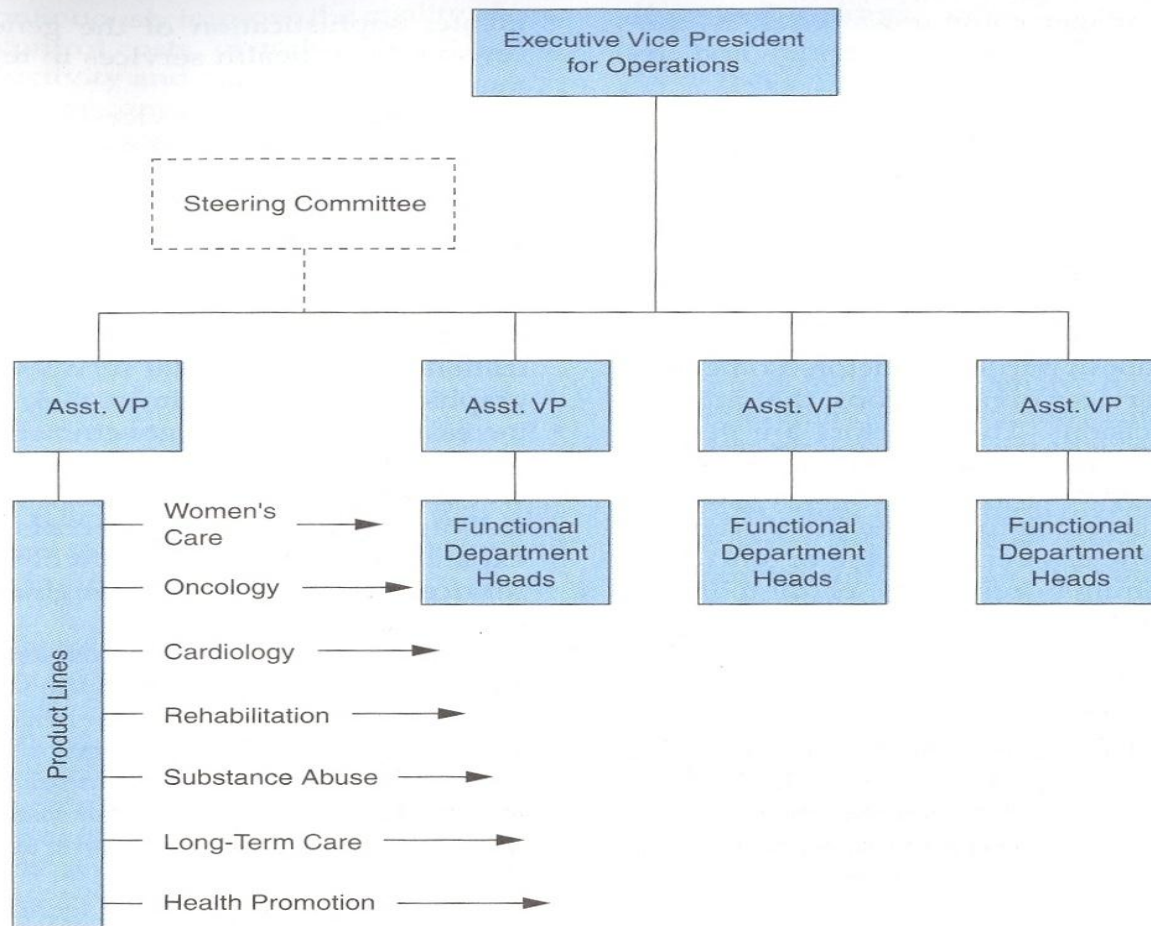 Executive Vice President
for Operations
Steering Committee
Asst. VP
Asst. VP
Asst. VP
Asst. VP
Product Lines
Women's
Care
Oncology
Cardiology
Rehabilitation
Substance Abuse
Long-Term Care
Health Promotion
Functional
Department
Heads
Functional
Department
Heads
Functional
Department
Heads